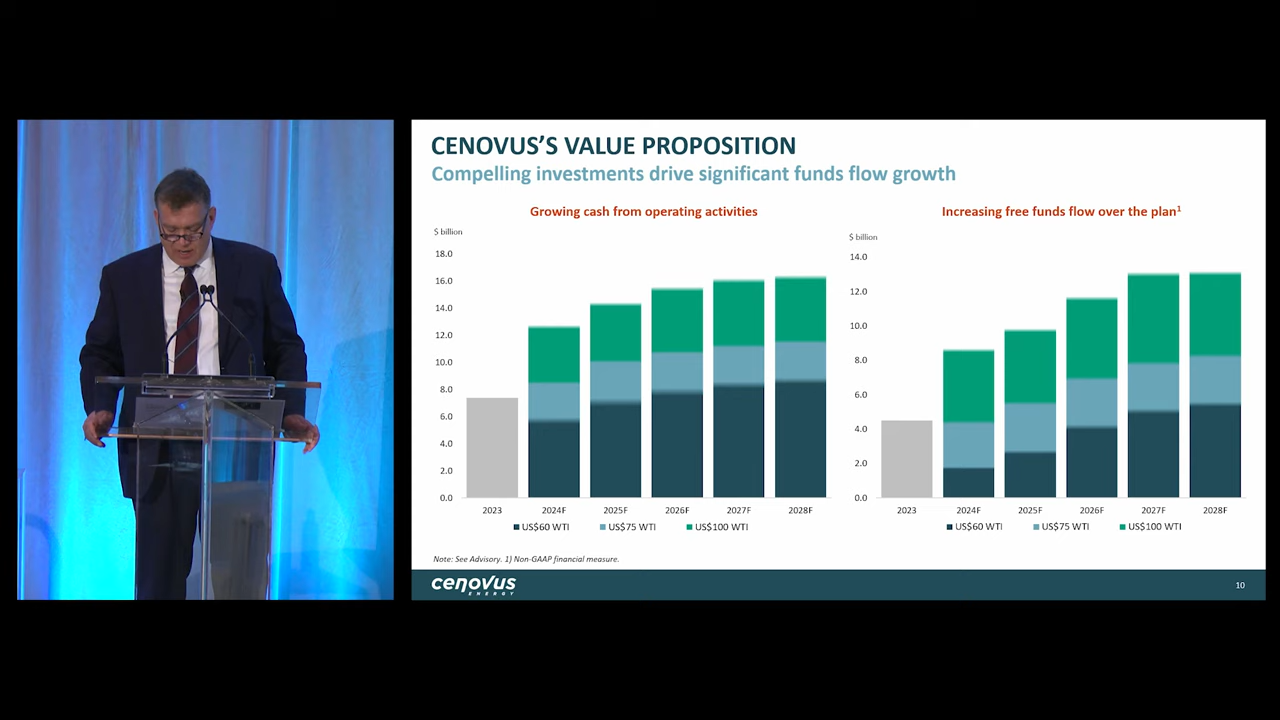 CENOVUS'S VALUE PROPOSITION
Compelling investments drive significant funds flow growth
Growing cash from operating activities
$ billion
18.0
16.0
14.0
12.0
10.0
8.0
6.0
4.0
2.0
0.0
2023 2024F 2025F 2026F 2027F 2028F
US$60 WTI US$75 WTI US$100 WTI
Increasing free funds flow over the plan1
$ billion
14.0
12.0
10.0
8.0
6.0
4.0
2.0
0.0
2023 2024F 2025F 2026F 2027F 2028F
US$60 WTI US$75 WTI US$100 WTI
Note: See Advisory. 1) Non-GAAP financial measure.
cenovus
ENERGY
10